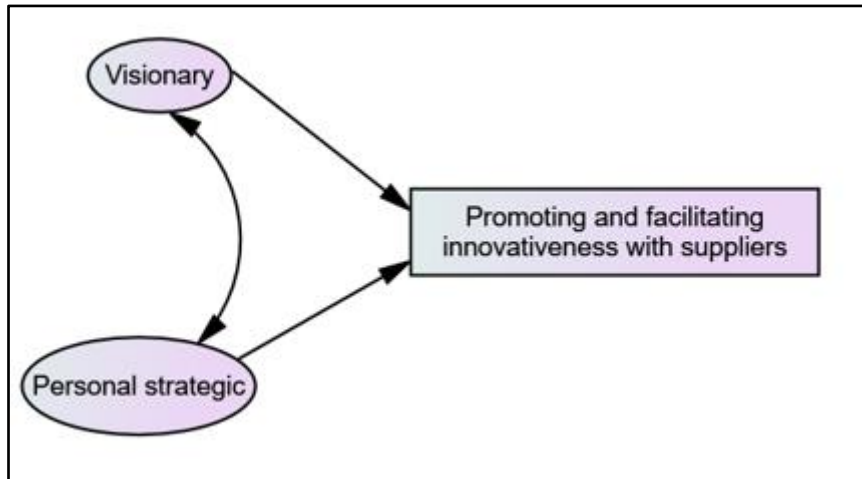 Visionary
Promoting and facilitating
innovativeness with suppliers
Personal strategic